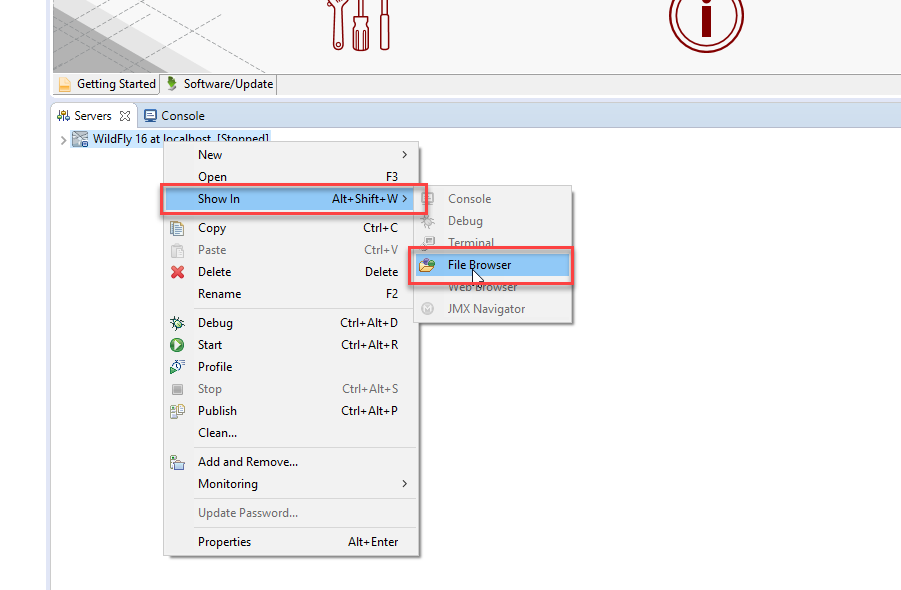 Getting Started Software/Update
Servers Console
WildFly 16 at localhost [Stopped]
New
Open F3
Show In Alt+Shift+W
Copy Ctrl+C
Paste Ctrl+V
Delete Delete
Rename F2
Debug Ctrl+Alt+D
Start Ctrl+Alt+R
Profile
Stop Ctrl+Alt+S
Publish Ctrl+Alt+P
Clean...
Add and Remove...
Monitoring
Update Password...
Properties Alt+Enter
Console
Debug
Terminal
File Browser
Web Browser
JMX Navigator